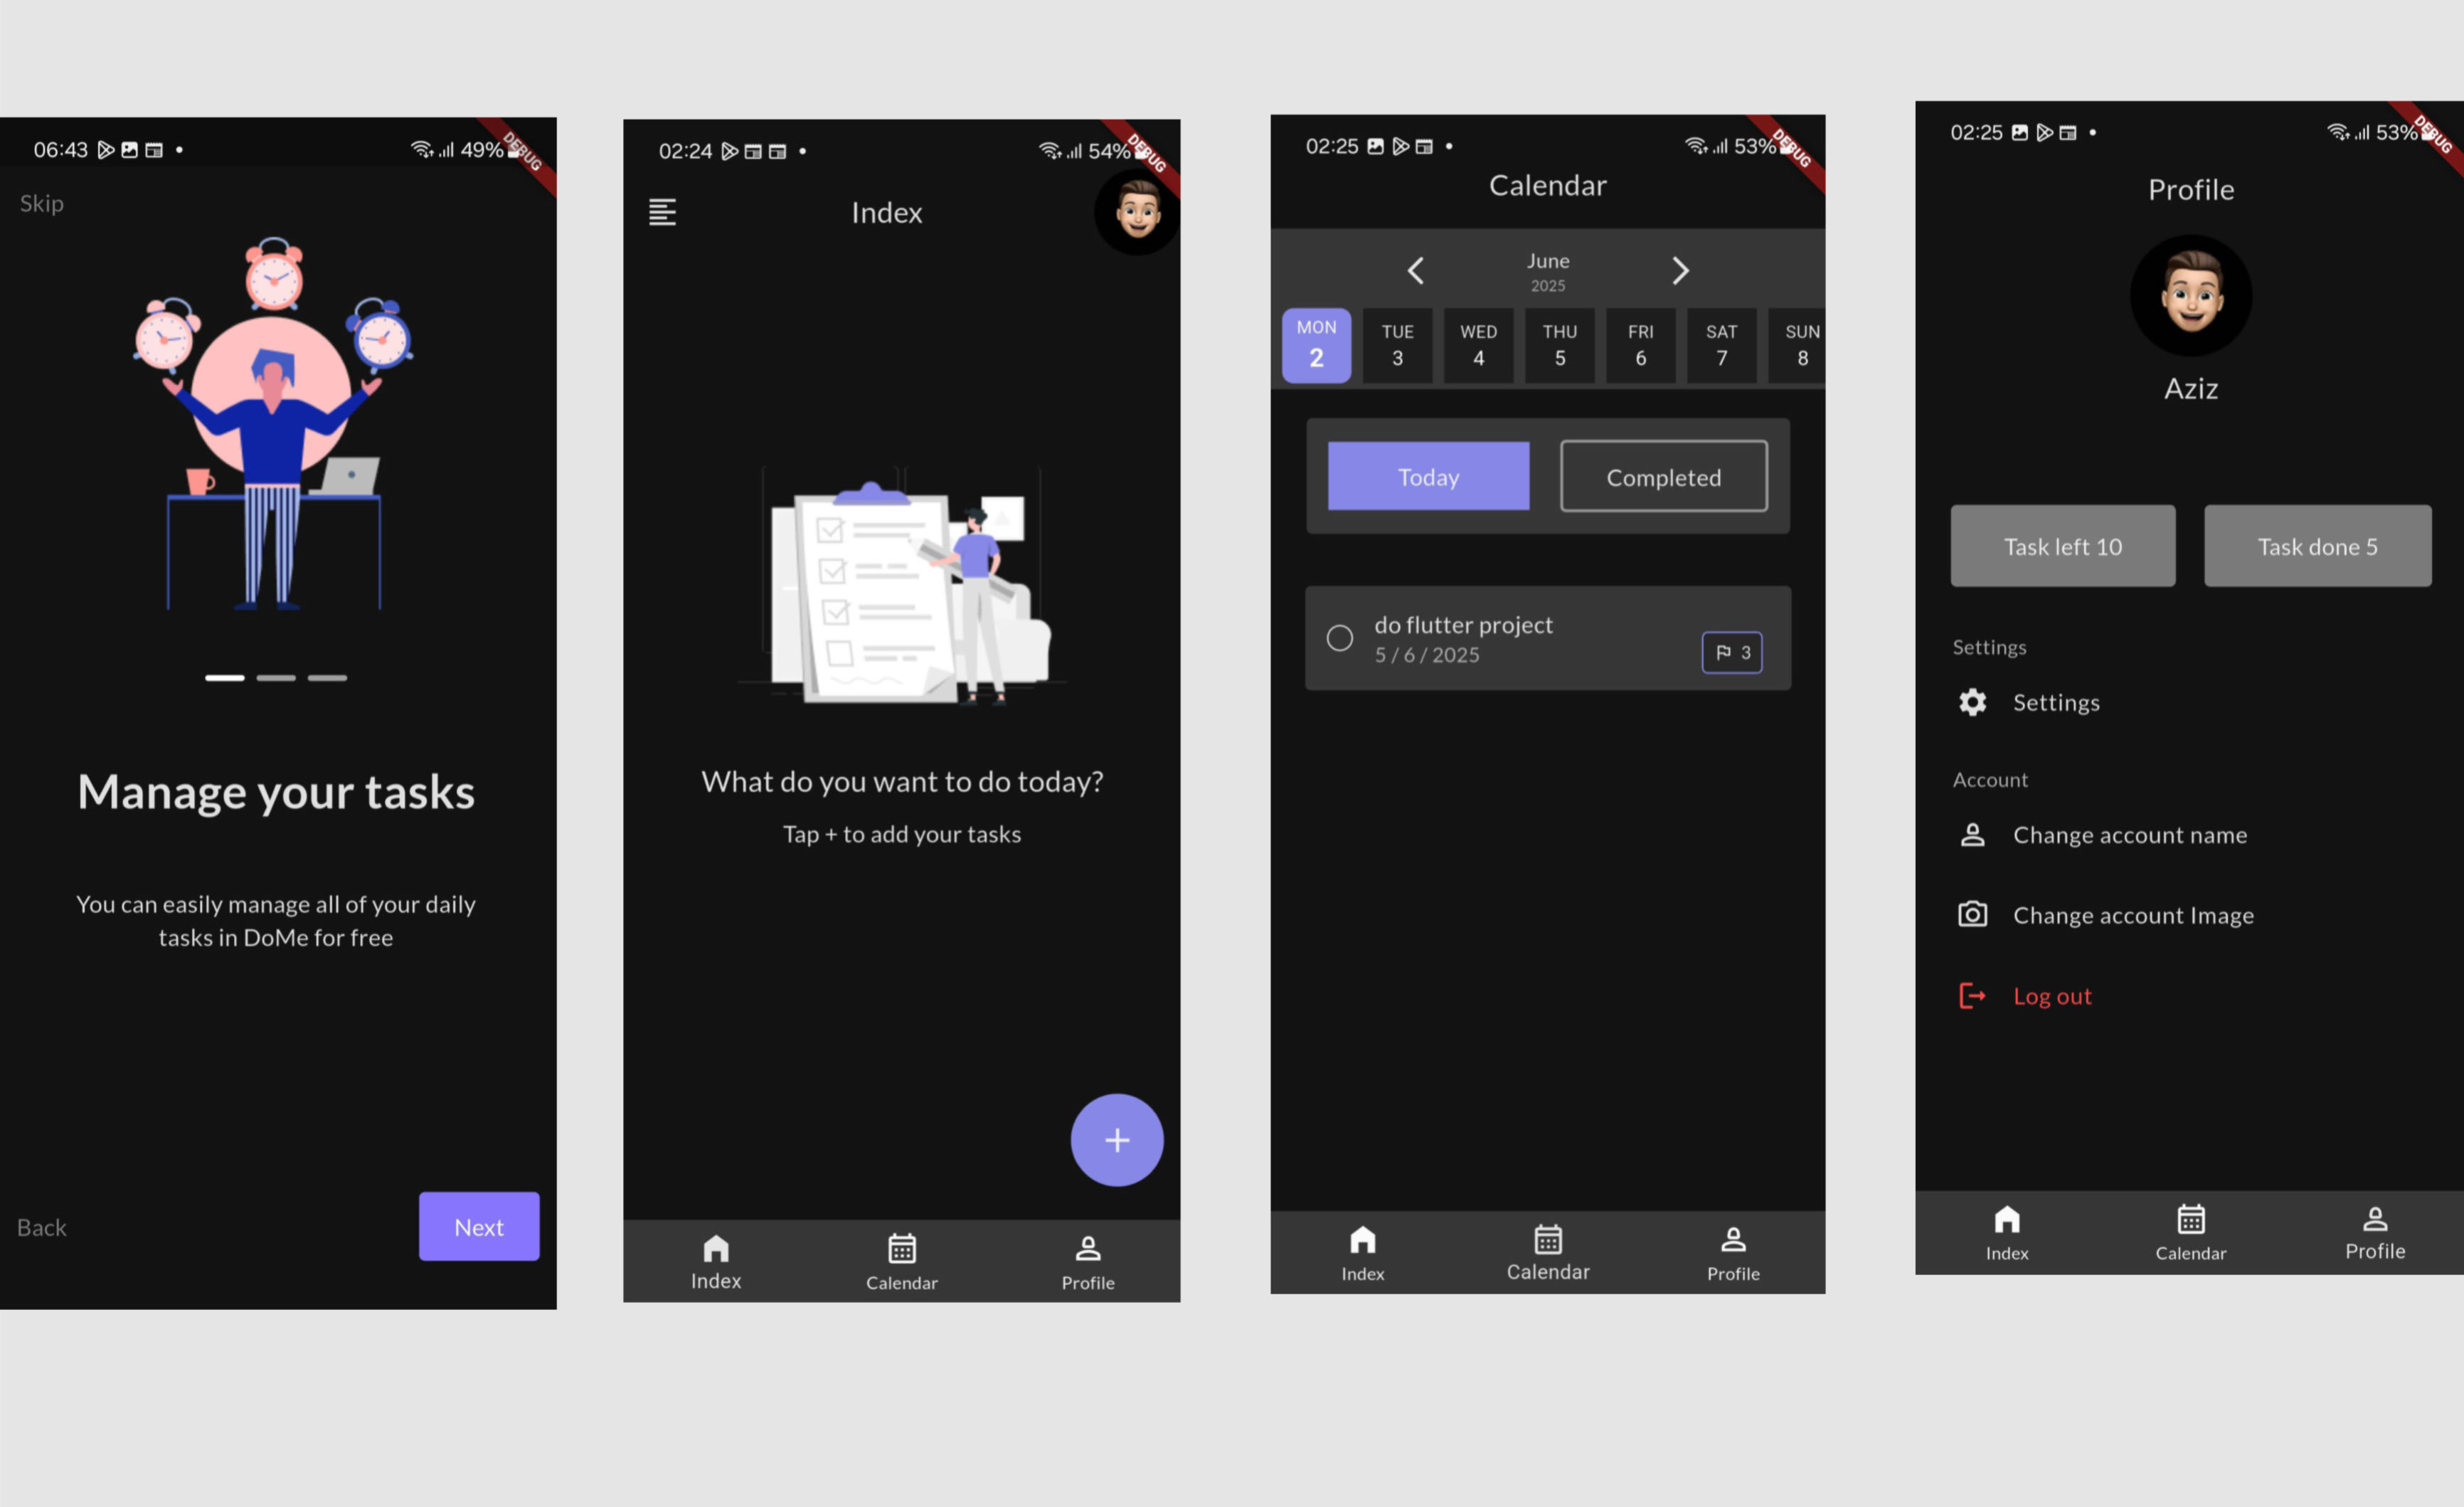 06:43
49%
DEBUG
Skip
Manage your tasks
You can easily manage all of your daily
tasks in DoMe for free
Back
Next
02:24
54%
DEBUG
Index
What do you want to do today?
Tap + to add your tasks
+
Index
Calendar
Profile
02:25
53%
DEBUG
Calendar
June
2025
MON TUE WED THU FRI SAT SUN
2 3 4 5 6 7 8
Today
Completed
do flutter project
5 / 6 / 2025
3
Index
Calendar
Profile
02:25
53%
DEBUG
Profile
Aziz
Task left 10
Task done 5
Settings
Settings
Account
Change account name
Change account Image
Log out
Index
Calendar
Profile